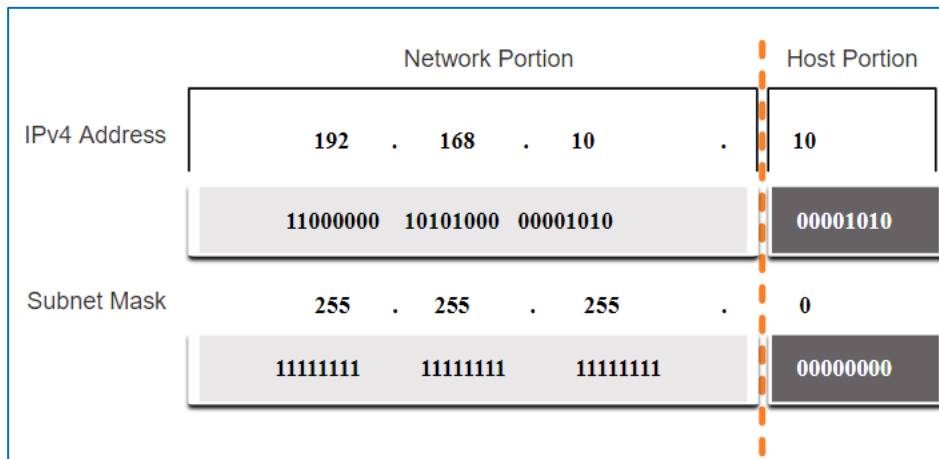 Network Portion Host Portion
IPv4 Address 192 . 168 . 10 . 10
11000000 10101000 00001010 00001010
Subnet Mask 255 . 255 . 255 . 0
11111111 11111111 11111111 00000000